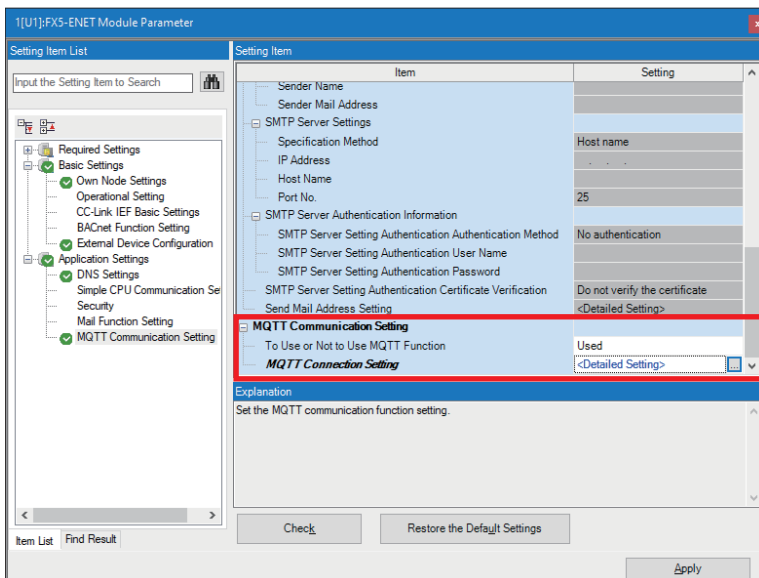 1[U1]:FX5-ENET Module Parameter
Setting Item List
Input the Setting Item to Search
Required Settings
Basic Settings
Own Node Settings
Operational Setting
CC-Link IEF Basic Settings
BACnet Function Setting
External Device Configuration
Application Settings
DNS Settings
Simple CPU Communication Se
Security
Mail Function Setting
MQTT Communication Setting
Item List Find Result
Setting Item
Item Setting
Sender Name
Sender Mail Address
SMTP Server Settings
Specification Method Host name
IP Address . . .
Host Name
Port No. 25
SMTP Server Authentication Information
SMTP Server Setting Authentication Authentication Method No authentication
SMTP Server Setting Authentication User Name
SMTP Server Setting Authentication Password
SMTP Server Setting Authentication Certificate Verification Do not verify the certificate
Send Mail Address Setting <Detailed Setting>
MQTT Communication Setting
To Use or Not to Use MQTT Function Used
MQTT Connection Setting <Detailed Setting> ...
Explanation
Set the MQTT communication function setting.
Check Restore the Default Settings
Apply